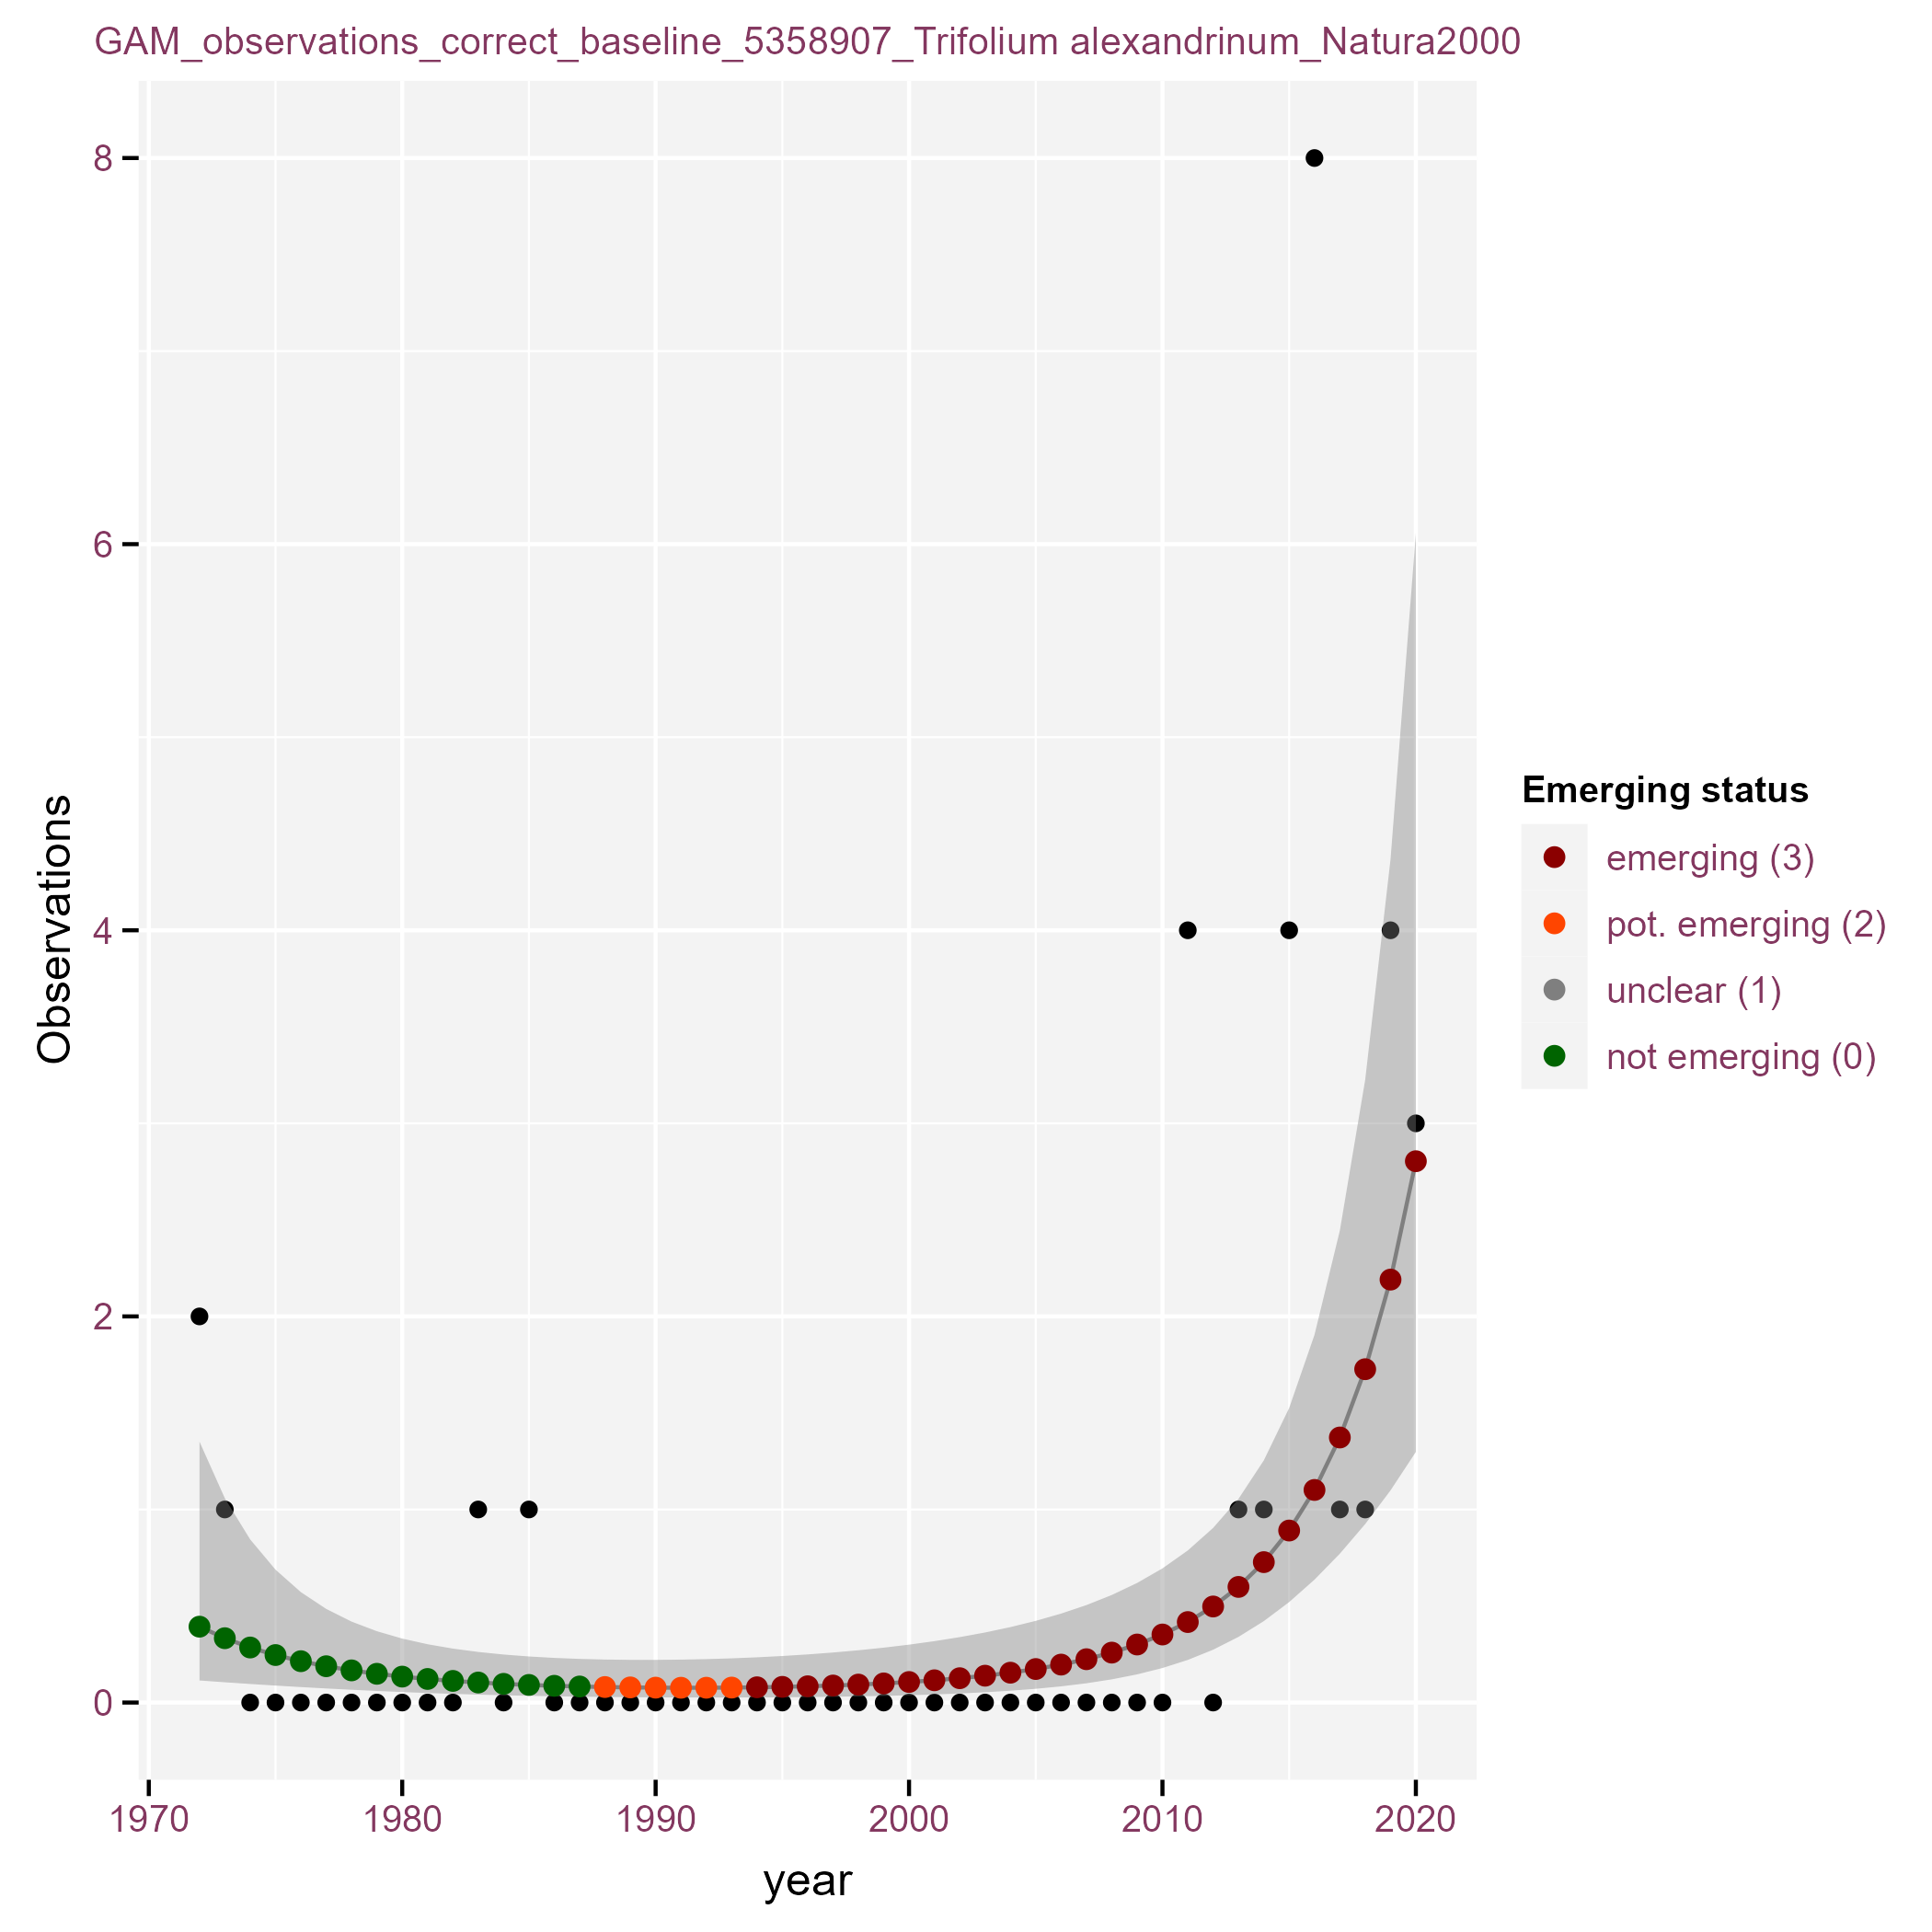 GAM_observations_correct_baseline_5358907_Trifolium alexandrinum_Natura2000
Observations
8
6
4
2
0
1970 1980 1990 2000 2010 2020
year
Emerging status
emerging (3)
pot. emerging (2)
unclear (1)
not emerging (0)